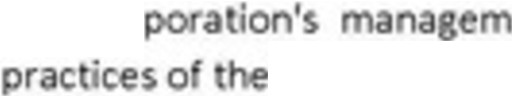 poration's managem
practices of the